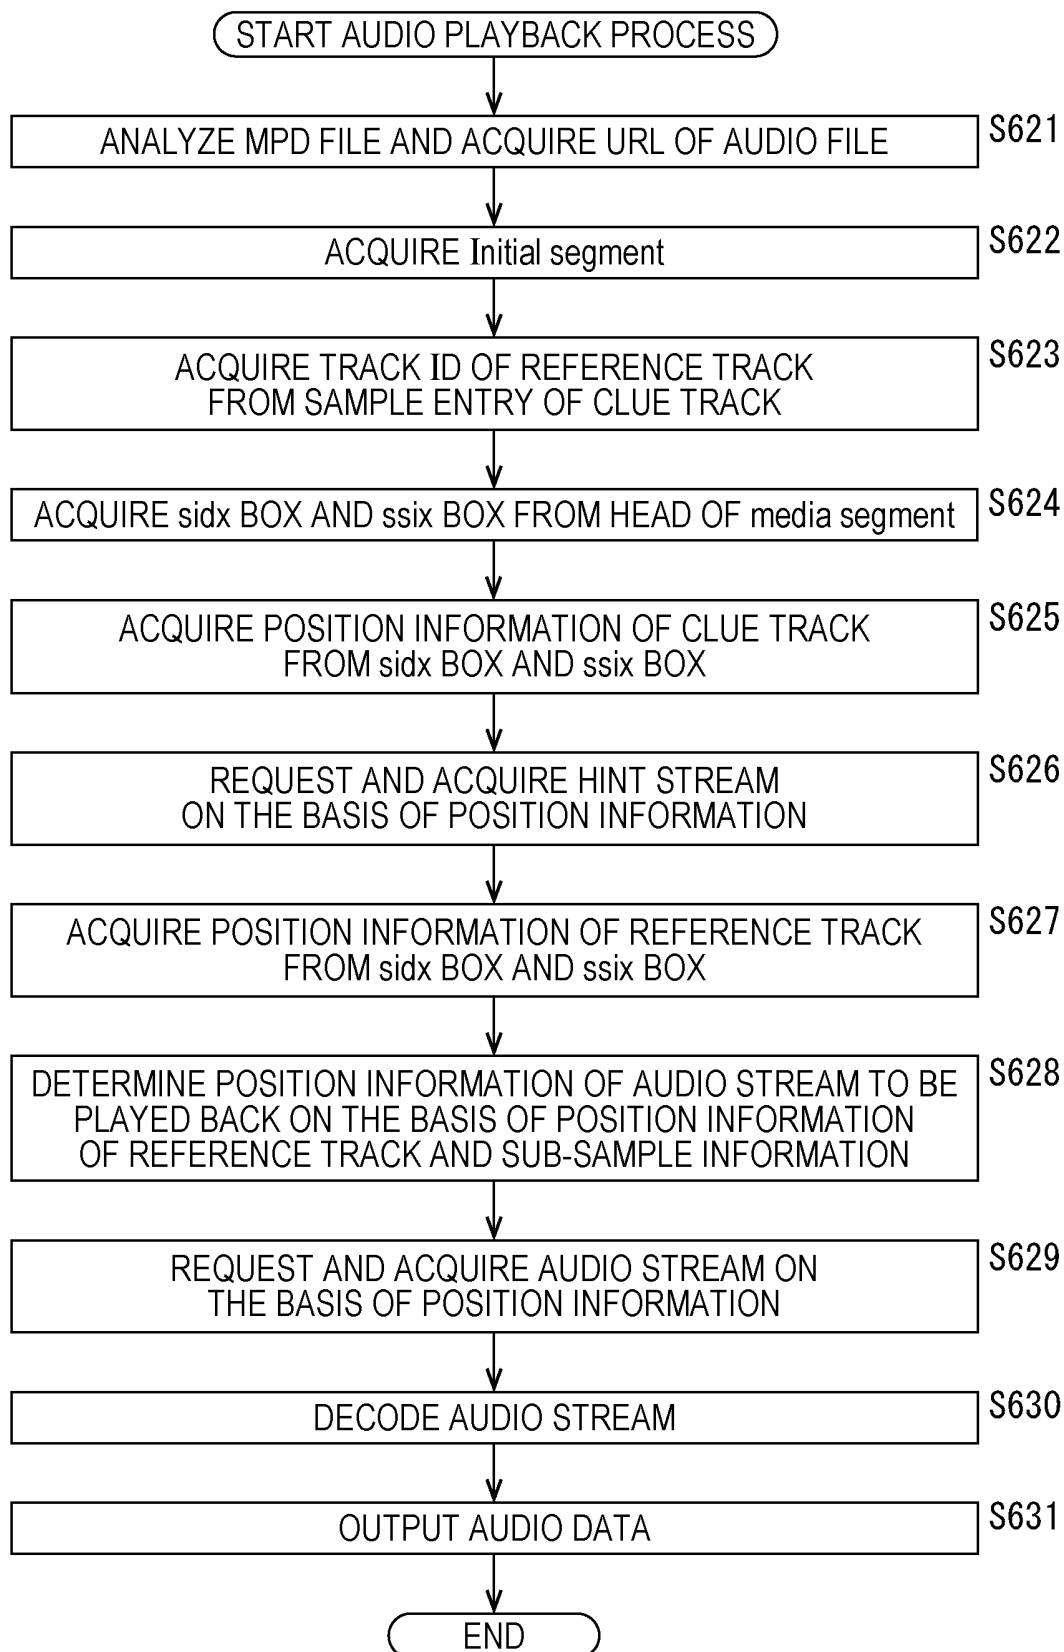 START AUDIO PLAYBACK PROCESS
ANALYZE MPD FILE AND ACQUIRE URL OF AUDIO FILE
S621
ACQUIRE Initial segment
S622
ACQUIRE TRACK ID OF REFERENCE TRACK
FROM SAMPLE ENTRY OF CLUE TRACK
S623
ACQUIRE sidx BOX AND ssix BOX FROM HEAD OF media segment
S624
ACQUIRE POSITION INFORMATION OF CLUE TRACK
FROM sidx BOX AND ssix BOX
S625
REQUEST AND ACQUIRE HINT STREAM
ON THE BASIS OF POSITION INFORMATION
S626
ACQUIRE POSITION INFORMATION OF REFERENCE TRACK
FROM sidx BOX AND ssix BOX
S627
DETERMINE POSITION INFORMATION OF AUDIO STREAM TO BE
PLAYED BACK ON THE BASIS OF POSITION INFORMATION
OF REFERENCE TRACK AND SUB-SAMPLE INFORMATION
S628
REQUEST AND ACQUIRE AUDIO STREAM ON
THE BASIS OF POSITION INFORMATION
S629
DECODE AUDIO STREAM
S630
OUTPUT AUDIO DATA
S631
END